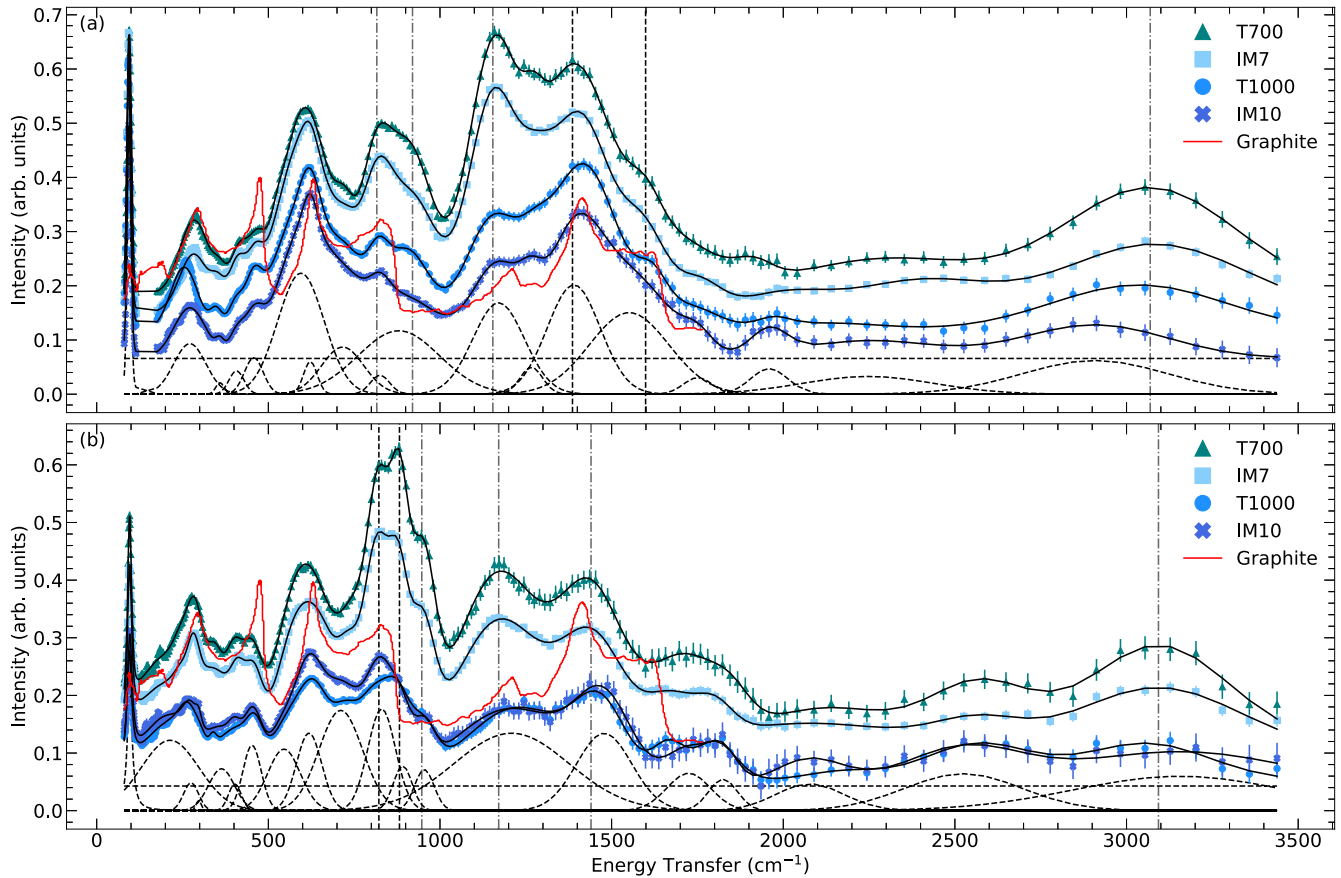 (a)
0.7
0.6
0.5
0.4
0.3
0.2
0.1
0.0
Intensity (arb. units)
T700
IM7
T1000
IM10
Graphite
(b)
0.6
0.5
0.4
0.3
0.2
0.1
0.0
Intensity (arb. uunits)
T700
IM7
T1000
IM10
Graphite
0 500 1000 1500 2000 2500 3000 3500
Energy Transfer (cm⁻¹)